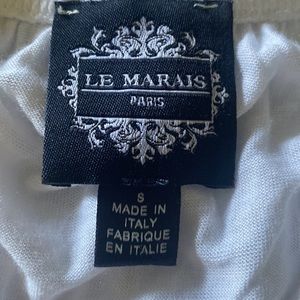 LE MARAIS
PARIS
S
MADE IN
ITALY
FABRIQUE
EN ITALIE